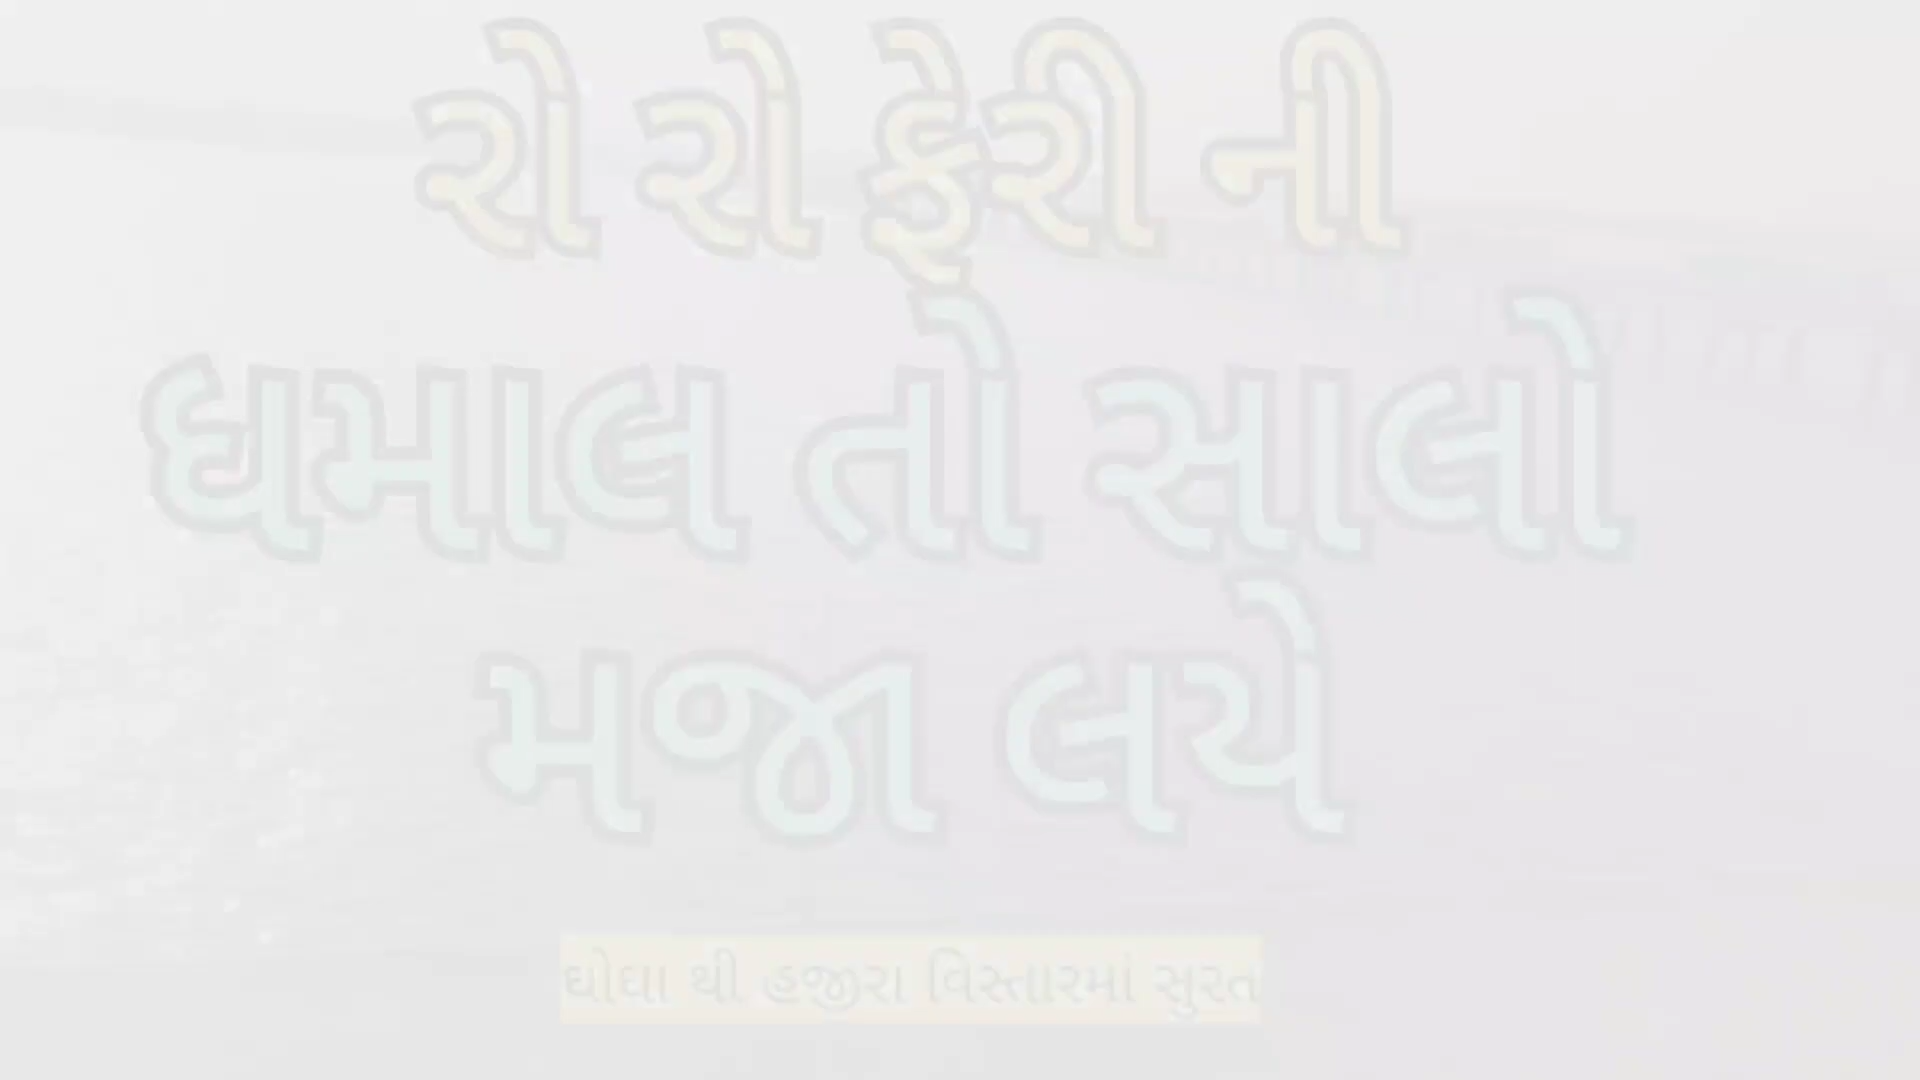 રો રો ફેરી ની
ધમાલ તો સાલો
મજા લયે
ઘોઘા થી હજીરા વિસ્તારમાં સુરત